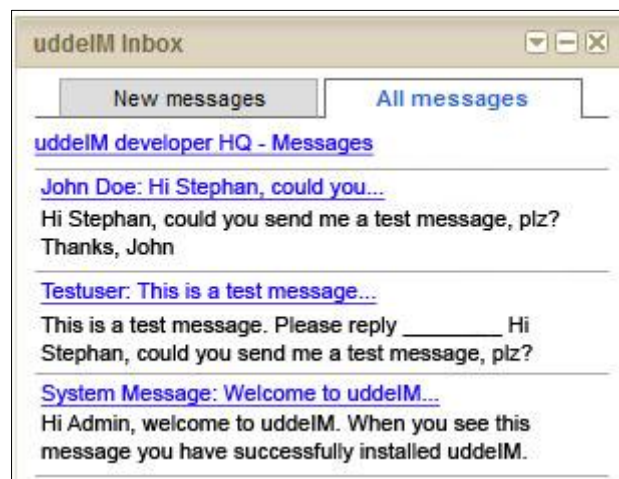 uddeIM Inbox
New messages All messages
uddeIM developer HQ - Messages
John Doe: Hi Stephan, could you...
Hi Stephan, could you send me a test message, plz?
Thanks, John
Testuser: This is a test message...
This is a test message. Please reply ________ Hi
Stephan, could you send me a test message, plz?
System Message: Welcome to uddeIM...
Hi Admin, welcome to uddeIM. When you see this
message you have successfully installed uddeIM.